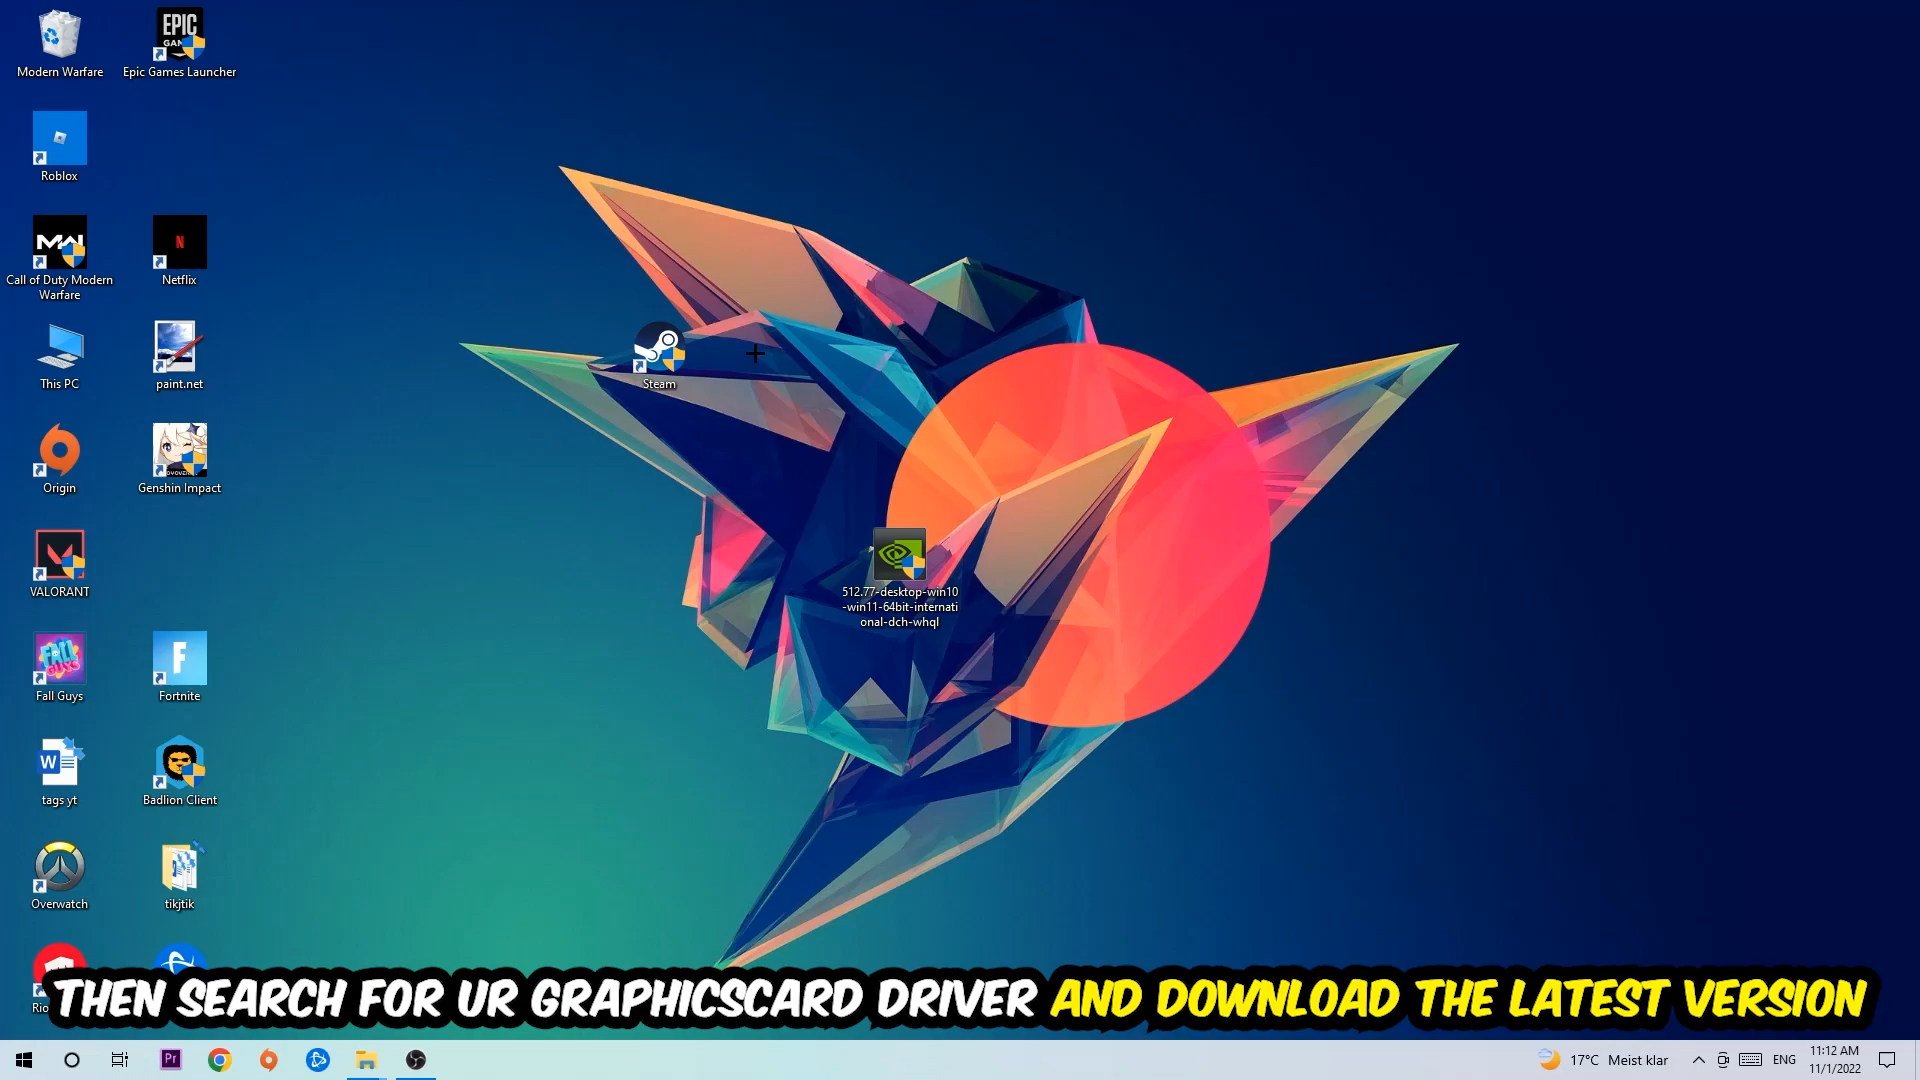 EPIC
Modern Warfare
Epic Games Launcher
Roblox
Call of Duty Modern
Warfare
N
Netflix
This PC
paint.net
Steam
Origin
Genshin Impact
VALORANT
512.77-desktop-win10
-win11-64bit-internati
onal-dch-whql
FALL
Fall Guys
F
Fortnite
W
tags yt
Badlion Client
Overwatch
tikjtik
THEN SEARCH FOR UR GRAPHICSCARD DRIVER AND DOWNLOAD THE LATEST VERSION
Pr
17°C Meist klar
ENG
11:12 AM
11/1/2022